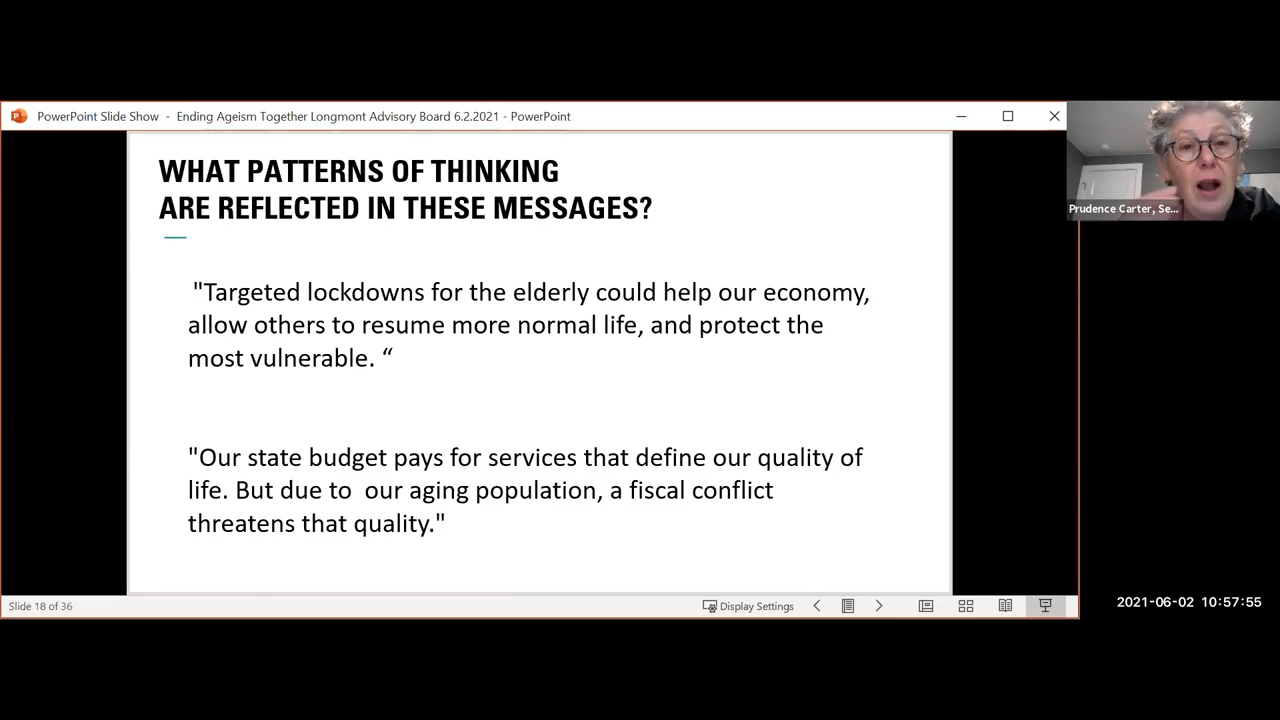 PowerPoint Slide Show - Ending Ageism Together Longmont Advisory Board 6.2.2021 - PowerPoint
WHAT PATTERNS OF THINKING
ARE REFLECTED IN THESE MESSAGES?
"Targeted lockdowns for the elderly could help our economy,
allow others to resume more normal life, and protect the
most vulnerable. “
"Our state budget pays for services that define our quality of
life. But due to  our aging population, a fiscal conflict
threatens that quality."
Prudence Carter, Se...
Slide 18 of 36
Display Settings
2021-06-02 10:57:55